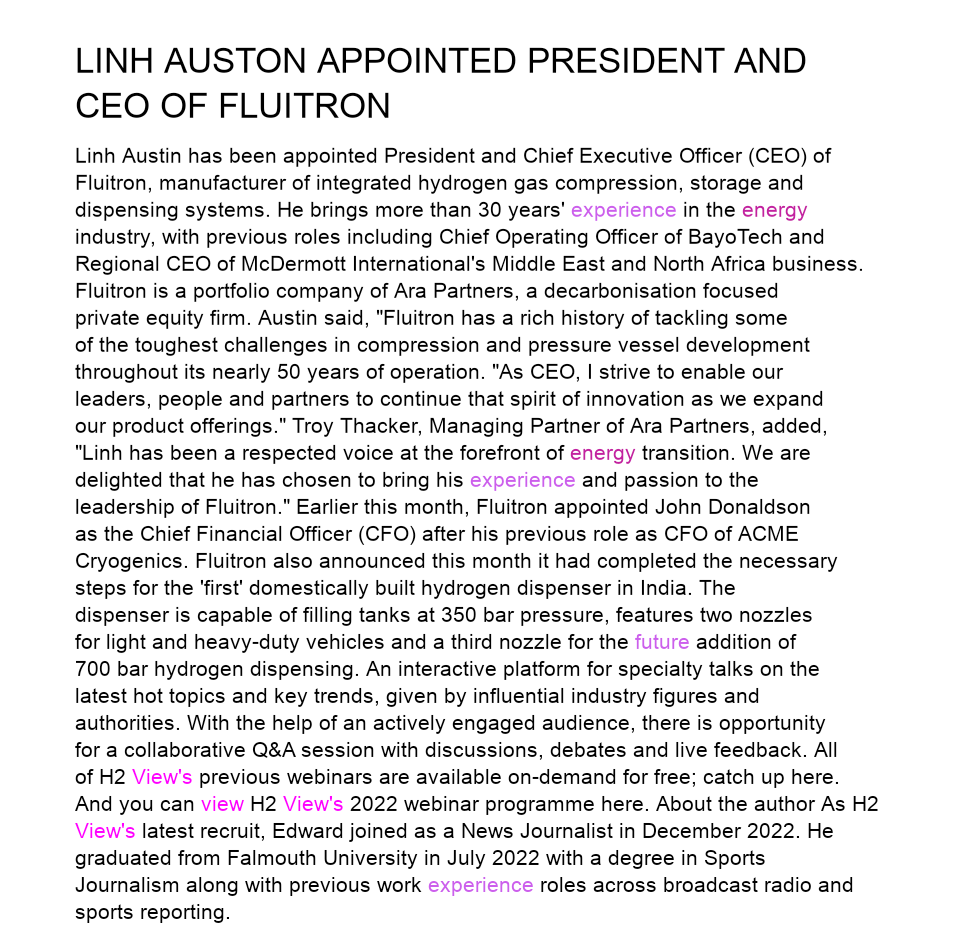 LINH AUSTON APPOINTED PRESIDENT AND
CEO OF FLUITRON
Linh Austin has been appointed President and Chief Executive Officer (CEO) of
Fluitron, manufacturer of integrated hydrogen gas compression, storage and
dispensing systems. He brings more than 30 years' experience in the energy
industry, with previous roles including Chief Operating Officer of BayoTech and
Regional CEO of McDermott International's Middle East and North Africa business.
Fluitron is a portfolio company of Ara Partners, a decarbonisation focused
private equity firm. Austin said, "Fluitron has a rich history of tackling some
of the toughest challenges in compression and pressure vessel development
throughout its nearly 50 years of operation. "As CEO, I strive to enable our
leaders, people and partners to continue that spirit of innovation as we expand
our product offerings." Troy Thacker, Managing Partner of Ara Partners, added,
"Linh has been a respected voice at the forefront of energy transition. We are
delighted that he has chosen to bring his experience and passion to the
leadership of Fluitron." Earlier this month, Fluitron appointed John Donaldson
as the Chief Financial Officer (CFO) after his previous role as CFO of ACME
Cryogenics. Fluitron also announced this month it had completed the necessary
steps for the 'first' domestically built hydrogen dispenser in India. The
dispenser is capable of filling tanks at 350 bar pressure, features two nozzles
for light and heavy-duty vehicles and a third nozzle for the future addition of
700 bar hydrogen dispensing. An interactive platform for specialty talks on the
latest hot topics and key trends, given by influential industry figures and
authorities. With the help of an actively engaged audience, there is opportunity
for a collaborative Q&A session with discussions, debates and live feedback. All
of H2 View's previous webinars are available on-demand for free; catch up here.
And you can view H2 View's 2022 webinar programme here. About the author As H2
View's latest recruit, Edward joined as a News Journalist in December 2022. He
graduated from Falmouth University in July 2022 with a degree in Sports
Journalism along with previous work experience roles across broadcast radio and
sports reporting.